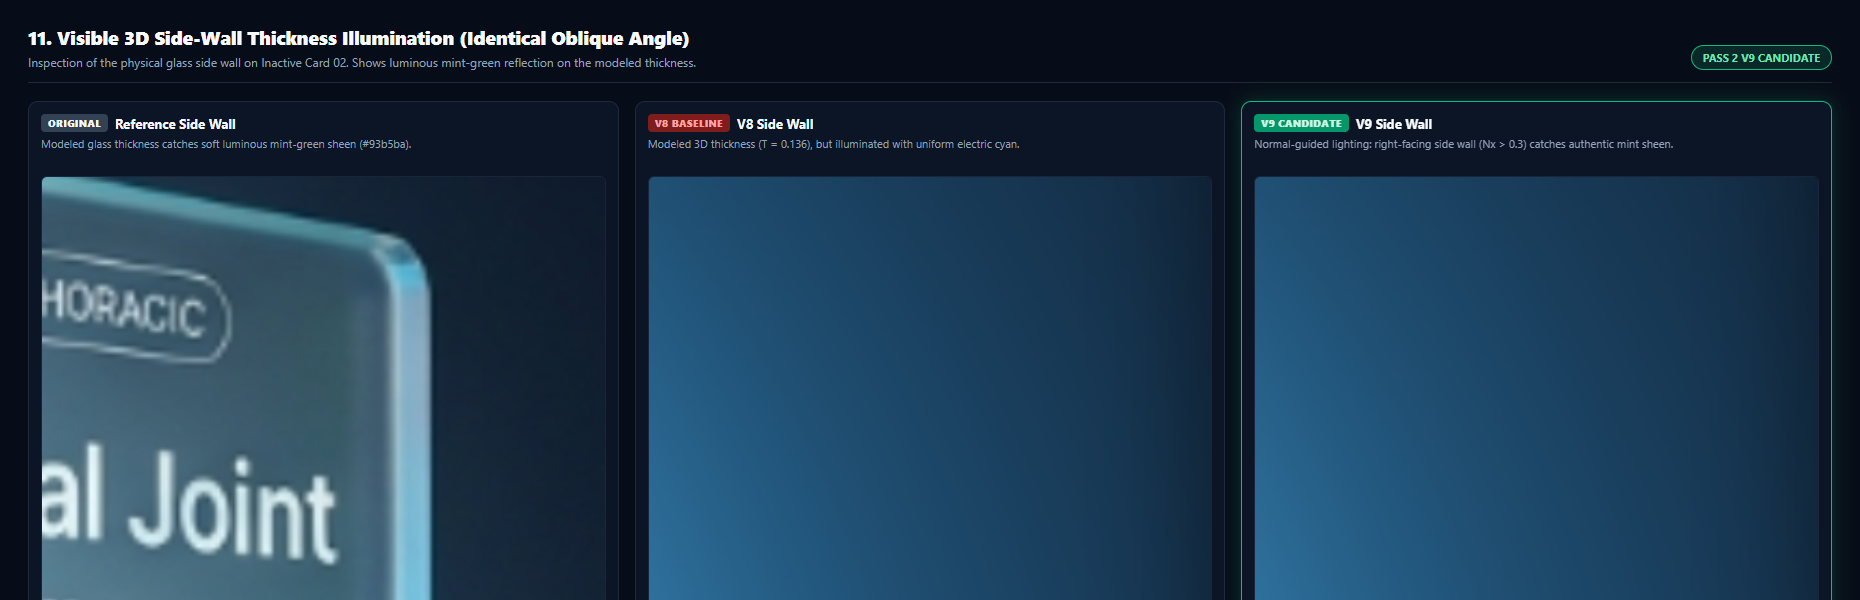 11. Visible 3D Side-Wall Thickness Illumination (Identical Oblique Angle)
Inspection of the physical glass side wall on Inactive Card 02. Shows luminous mint-green reflection on the modeled thickness.
PASS 2 V9 CANDIDATE
ORIGINAL Reference Side Wall
Modeled glass thickness catches soft luminous mint-green sheen (#93b5ba).
HORACIC
al Joint
V8 BASELINE V8 Side Wall
Modeled 3D thickness (T = 0.136), but illuminated with uniform electric cyan.
V9 CANDIDATE V9 Side Wall
Normal-guided lighting: right-facing side wall (Nx > 0.3) catches authentic mint sheen.